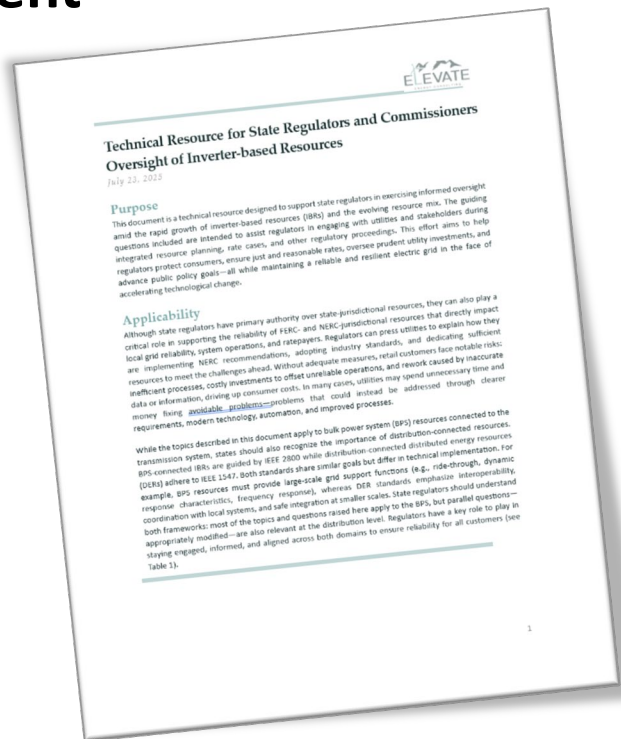 ent
ELEVATE
Technical Resource for State Regulators and Commissioners
Oversight of Inverter-based Resources
July 23, 2025
Purpose
This document is a technical resource designed to support state regulators in exercising informed oversight
amid the rapid growth of inverter-based resources (IBRs) and the evolving resource mix. The guiding
questions included are intended to assist regulators in engaging with utilities and stakeholders during
integrated resource planning, rate cases, and other regulatory proceedings. This effort aims to help
regulators protect consumers, ensure just and reasonable rates, oversee prudent utility investments, and
advance public policy goals—all while maintaining a reliable and resilient electric grid in the face of
accelerating technological change.
Applicability
Although state regulators have primary authority over state-jurisdictional resources, they can also play a
critical role in supporting the reliability of FERC- and NERC-jurisdictional resources that directly impact
local grid reliability, system operations, and ratepayers. Regulators can press utilities to explain how they
are implementing NERC recommendations, adopting industry standards, and dedicating sufficient
resources to meet the challenges ahead. Without adequate measures, retail customers face notable risks:
inefficient processes, costly investments to offset unreliable operations, and rework caused by inaccurate
data or information, driving up consumer costs. In many cases, utilities may spend unnecessary time and
money fixing avoidable problems—problems that could instead be addressed through clearer
requirements, modern technology, automation, and improved processes.
While the topics described in this document apply to bulk power system (BPS) resources connected to the
transmission system, states should also recognize the importance of distribution-connected resources.
BPS-connected IBRs are guided by IEEE 2800 while distribution-connected distributed energy resources
(DERs) adhere to IEEE 1547. Both standards share similar goals but differ in technical implementation. For
example, BPS resources must provide large-scale grid support functions (e.g., ride-through, dynamic
response characteristics, frequency response), whereas DER standards emphasize interoperability,
coordination with local systems, and safe integration at smaller scales. State regulators should understand
both frameworks: most of the topics and questions raised here apply to the BPS, but parallel questions—
appropriately modified—are also relevant at the distribution level. Regulators have a key role to play in
staying engaged, informed, and aligned across both domains to ensure reliability for all customers (see
Table 1).
1